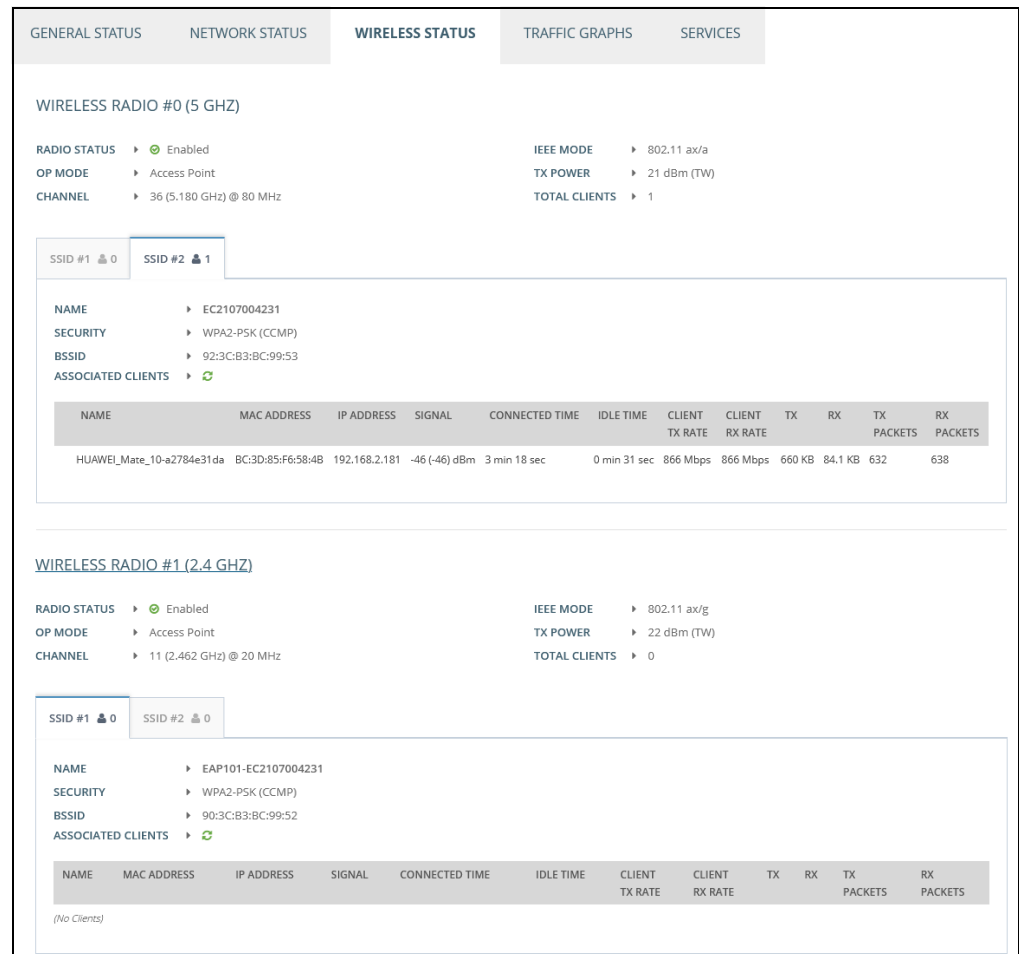 GENERAL STATUS NETWORK STATUS WIRELESS STATUS TRAFFIC GRAPHS SERVICES
WIRELESS RADIO #0 (5 GHZ)
RADIO STATUS Enabled IEEE MODE 802.11 ax/a
OP MODE Access Point TX POWER 21 dBm (TW)
CHANNEL 36 (5.180 GHz) @ 80 MHz TOTAL CLIENTS 1
SSID #1 0 SSID #2 1
NAME EC2107004231
SECURITY WPA2-PSK (CCMP)
BSSID 92:3C:B3:BC:99:53
ASSOCIATED CLIENTS
NAME MAC ADDRESS IP ADDRESS SIGNAL CONNECTED TIME IDLE TIME CLIENT TX RATE CLIENT RX RATE TX RX TX PACKETS RX PACKETS
HUAWEI_Mate_10-a2784e31da BC:3D:85:F6:58:4B 192.168.2.181 -46 (-46) dBm 3 min 18 sec 0 min 31 sec 866 Mbps 866 Mbps 660 KB 84.1 KB 632 638
WIRELESS RADIO #1 (2.4 GHZ)
RADIO STATUS Enabled IEEE MODE 802.11 ax/g
OP MODE Access Point TX POWER 22 dBm (TW)
CHANNEL 11 (2.462 GHz) @ 20 MHz TOTAL CLIENTS 0
SSID #1 0 SSID #2 0
NAME EAP101-EC2107004231
SECURITY WPA2-PSK (CCMP)
BSSID 90:3C:B3:BC:99:52
ASSOCIATED CLIENTS
NAME MAC ADDRESS IP ADDRESS SIGNAL CONNECTED TIME IDLE TIME CLIENT TX RATE CLIENT RX RATE TX RX TX PACKETS RX PACKETS
(No Clients)